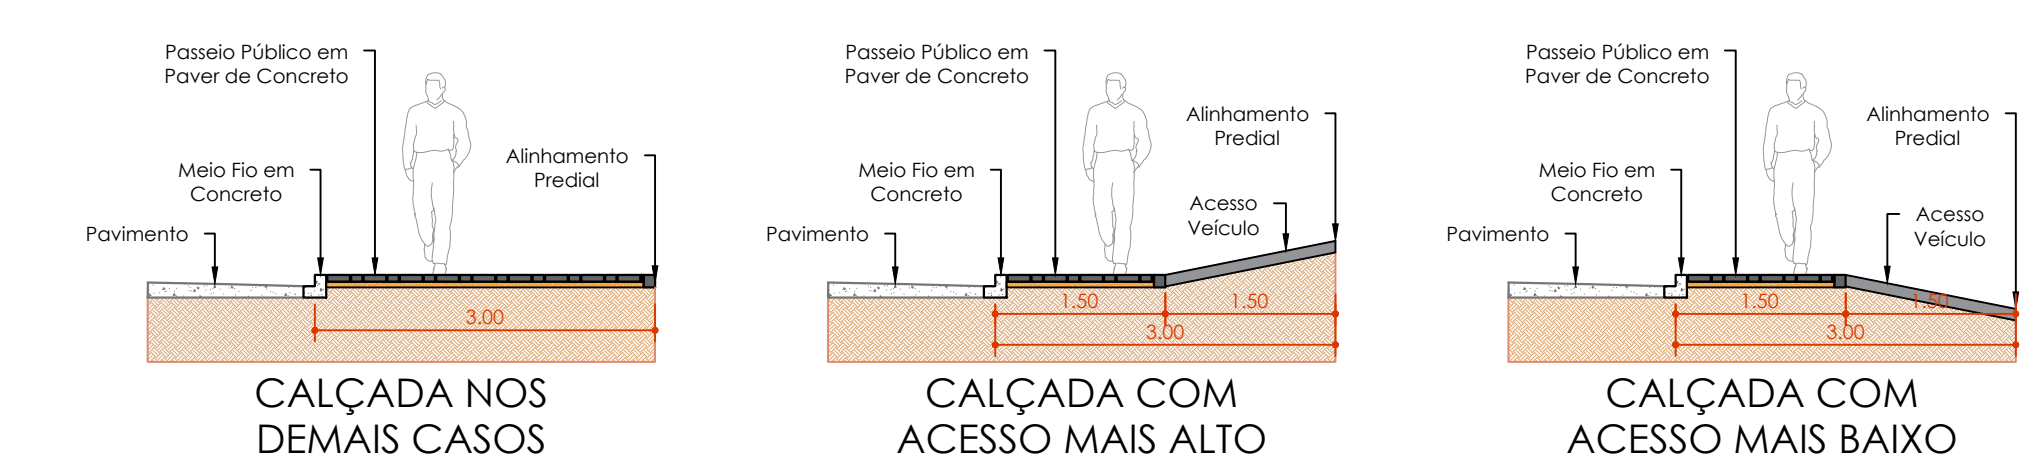 Passeio Público em
Paver de Concreto
Alinhamento
Predial
Meio Fio em
Concreto
Pavimento
3.00
CALÇADA NOS
DEMAIS CASOS
Passeio Público em
Paver de Concreto
Alinhamento
Predial
Meio Fio em
Concreto
Acesso
Veículo
Pavimento
1.50
1.50
3.00
CALÇADA COM
ACESSO MAIS ALTO
Passeio Público em
Paver de Concreto
Alinhamento
Predial
Meio Fio em
Concreto
Acesso
Veículo
Pavimento
1.50
1.50
3.00
CALÇADA COM
ACESSO MAIS BAIXO